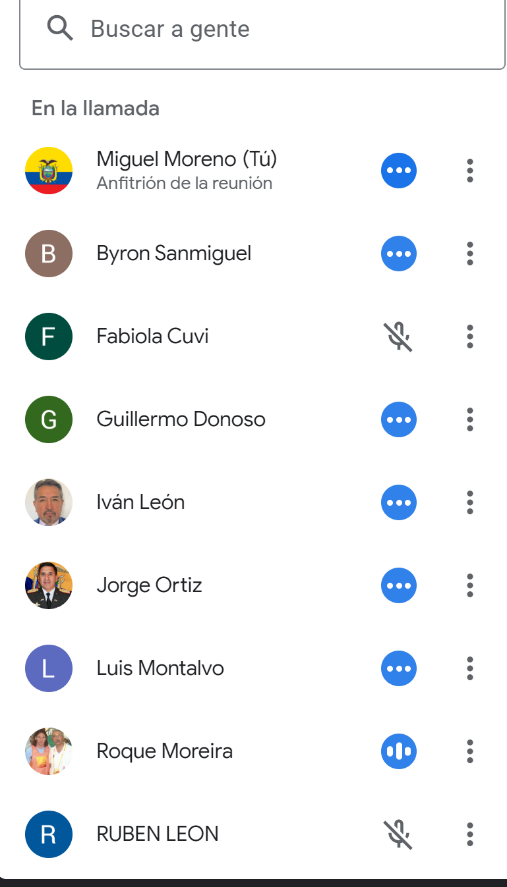 Buscar a gente
En la llamada
Miguel Moreno (Tú)
Anfitrión de la reunión
B
Byron Sanmiguel
F
Fabiola Cuvi
G
Guillermo Donoso
Iván León
Jorge Ortiz
L
Luis Montalvo
Roque Moreira
R
RUBEN LEON